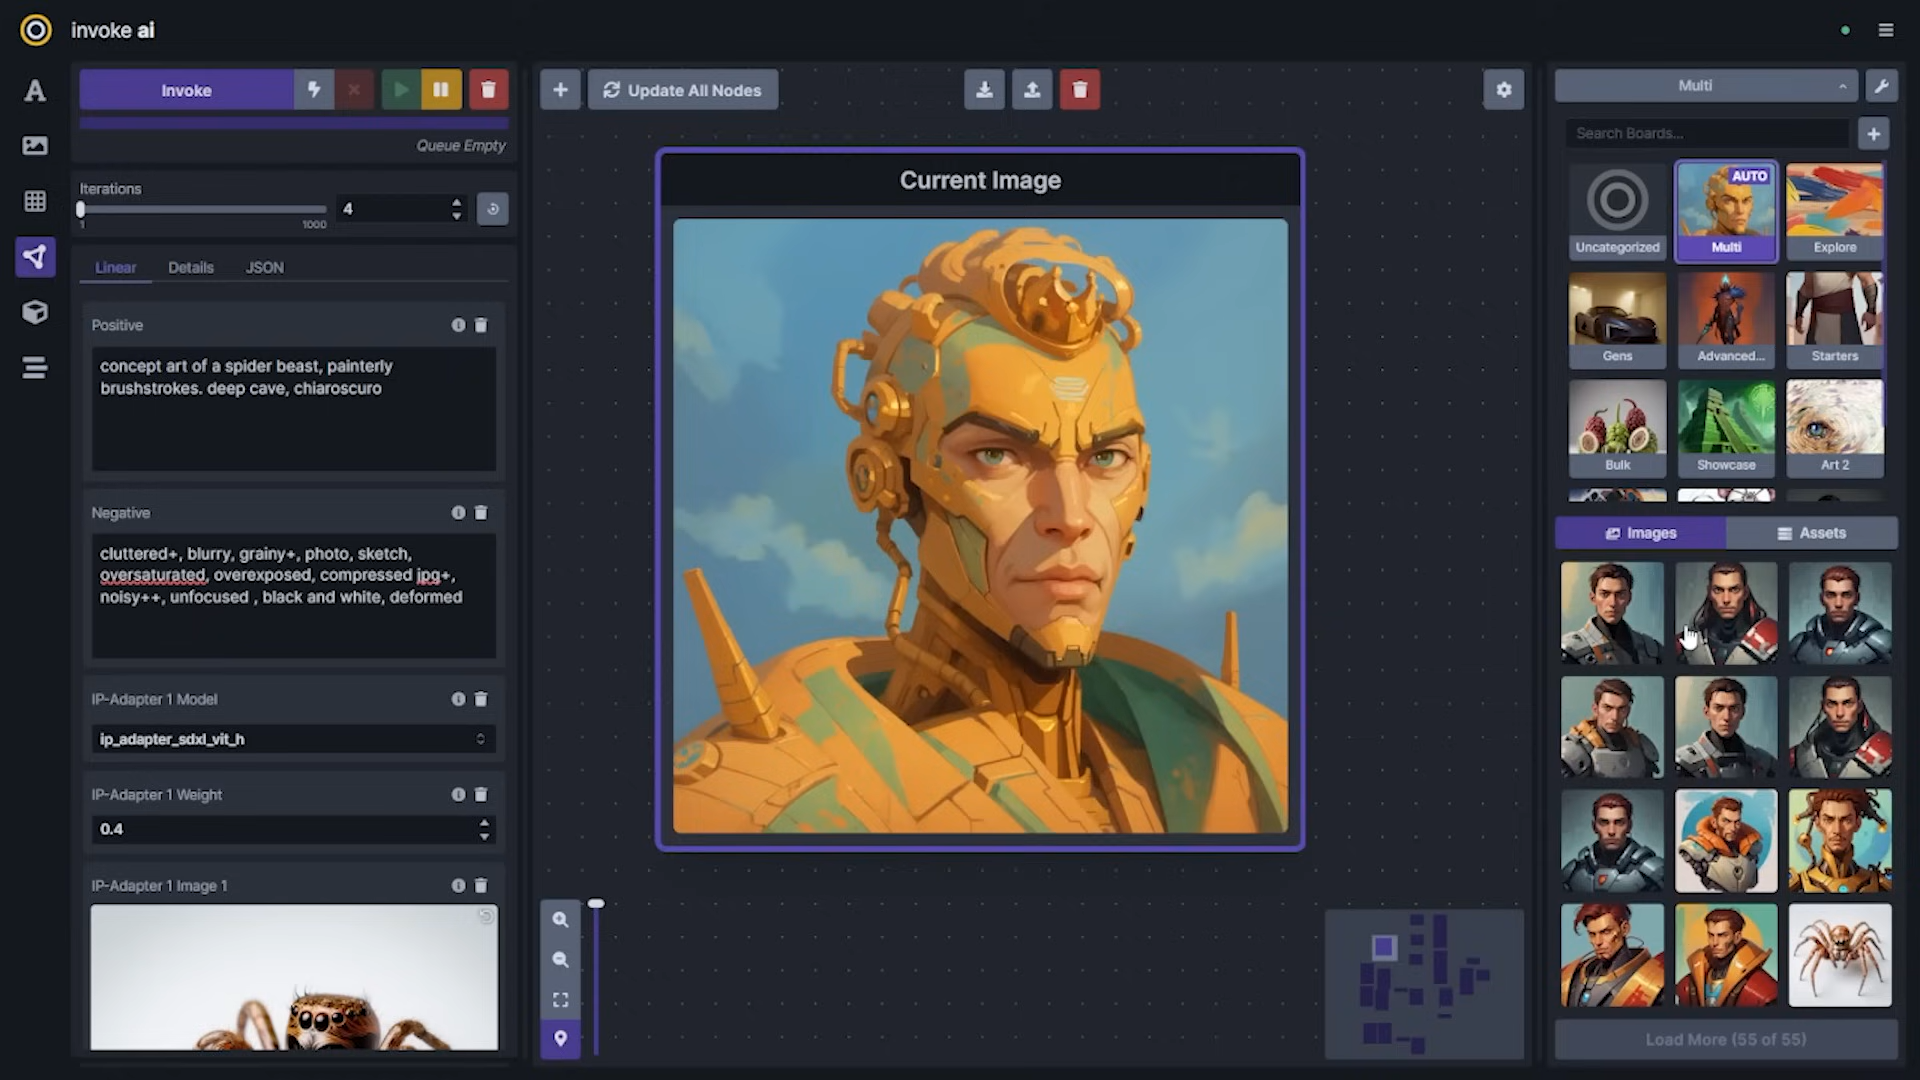 invoke ai
Invoke
Update All Nodes
Queue Empty
Iterations
4
1
1000
Linear
Details
JSON
Positive
concept art of a spider beast, painterly
brushstrokes. deep cave, chiaroscuro
Negative
cluttered+, blurry, grainy+, photo, sketch,
oversaturated, overexposed, compressed jpg+,
noisy++, unfocused , black and white, deformed
IP-Adapter 1 Model
ip_adapter_sdxl_vit_h
IP-Adapter 1 Weight
0.4
IP-Adapter 1 Image 1
Current Image
Multi
Search Boards...
AUTO
Uncategorized
Multi
Explore
Gens
Advanced...
Starters
Bulk
Showcase
Art 2
Images
Assets
Load More (55 of 55)